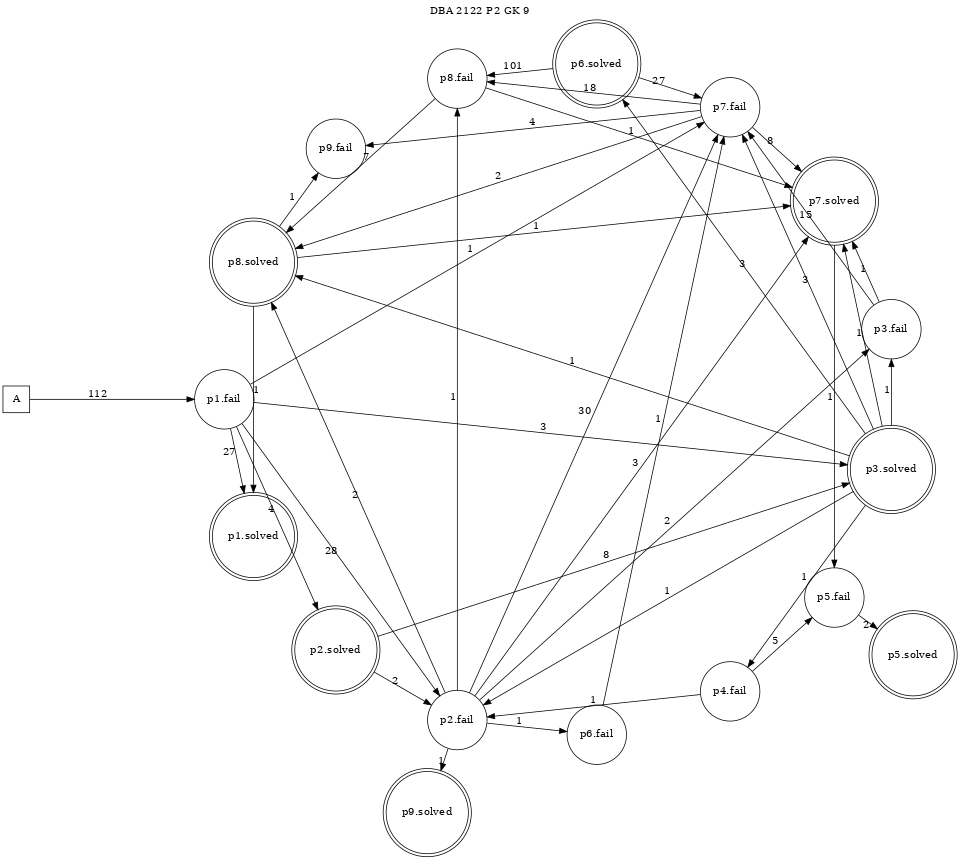 DBA 2122 P2 GK 9
p6.solved
101
p8.fail
27
18
p7.fail
4
1
8
p9.fail
7
2
1
p7.solved
15
1
p8.solved
1
3
1
3
p3.fail
1
1
1
A
112
p1.fail
1
1
1
1
3
30
27
1
p3.solved
3
2
4
2
p1.solved
28
8
1
1
p5.fail
2
5
p2.solved
p5.solved
2
p4.fail
1
p2.fail
1
p6.fail
1
p9.solved